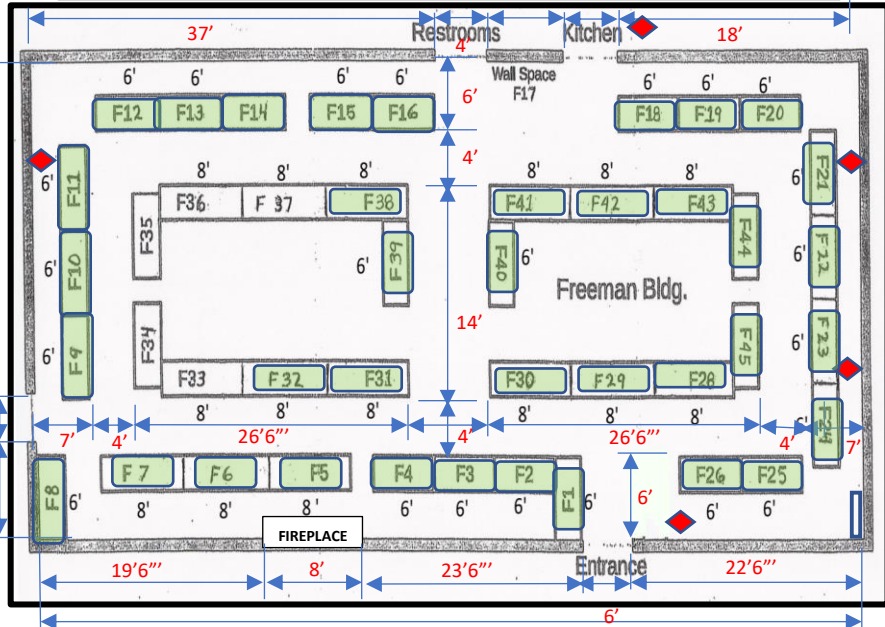 37’ Restrooms Kitchen 18’
4’
6’ 6’ 6’ 6’ Wall Space 6’ 6’ 6’
F17
F12 F13 F14 F15 F16 6’ F18 F19 F20
6’ F11 4’ 6’ F21
8’ 8’ 8’ 8’ 8’ 8’
F36 F37 F38 F41 F42 F43
F35 6’ F39 F40 F44 6’ F22
6’ F10 Freeman Bldg.
14’
6’ F9 F34 F45 6’ F23
F33 F32 F31 F30 F29 F28
8’ 8’ 8’ 8’ 8’ 8’ 6’ F24
7’ 4’ 26’6”’ 4’ 26’6”’ 4’ 7’
F8 6’ F7 F6 F5 F4 F3 F2 F1 6’ 6’ F26 F25
8’ 8’ 8’ 6’ 6’ 6’ 6’ 6’
FIREPLACE
Entrance
19’6”’ 8’ 23’6”’ 22’6”’
6’